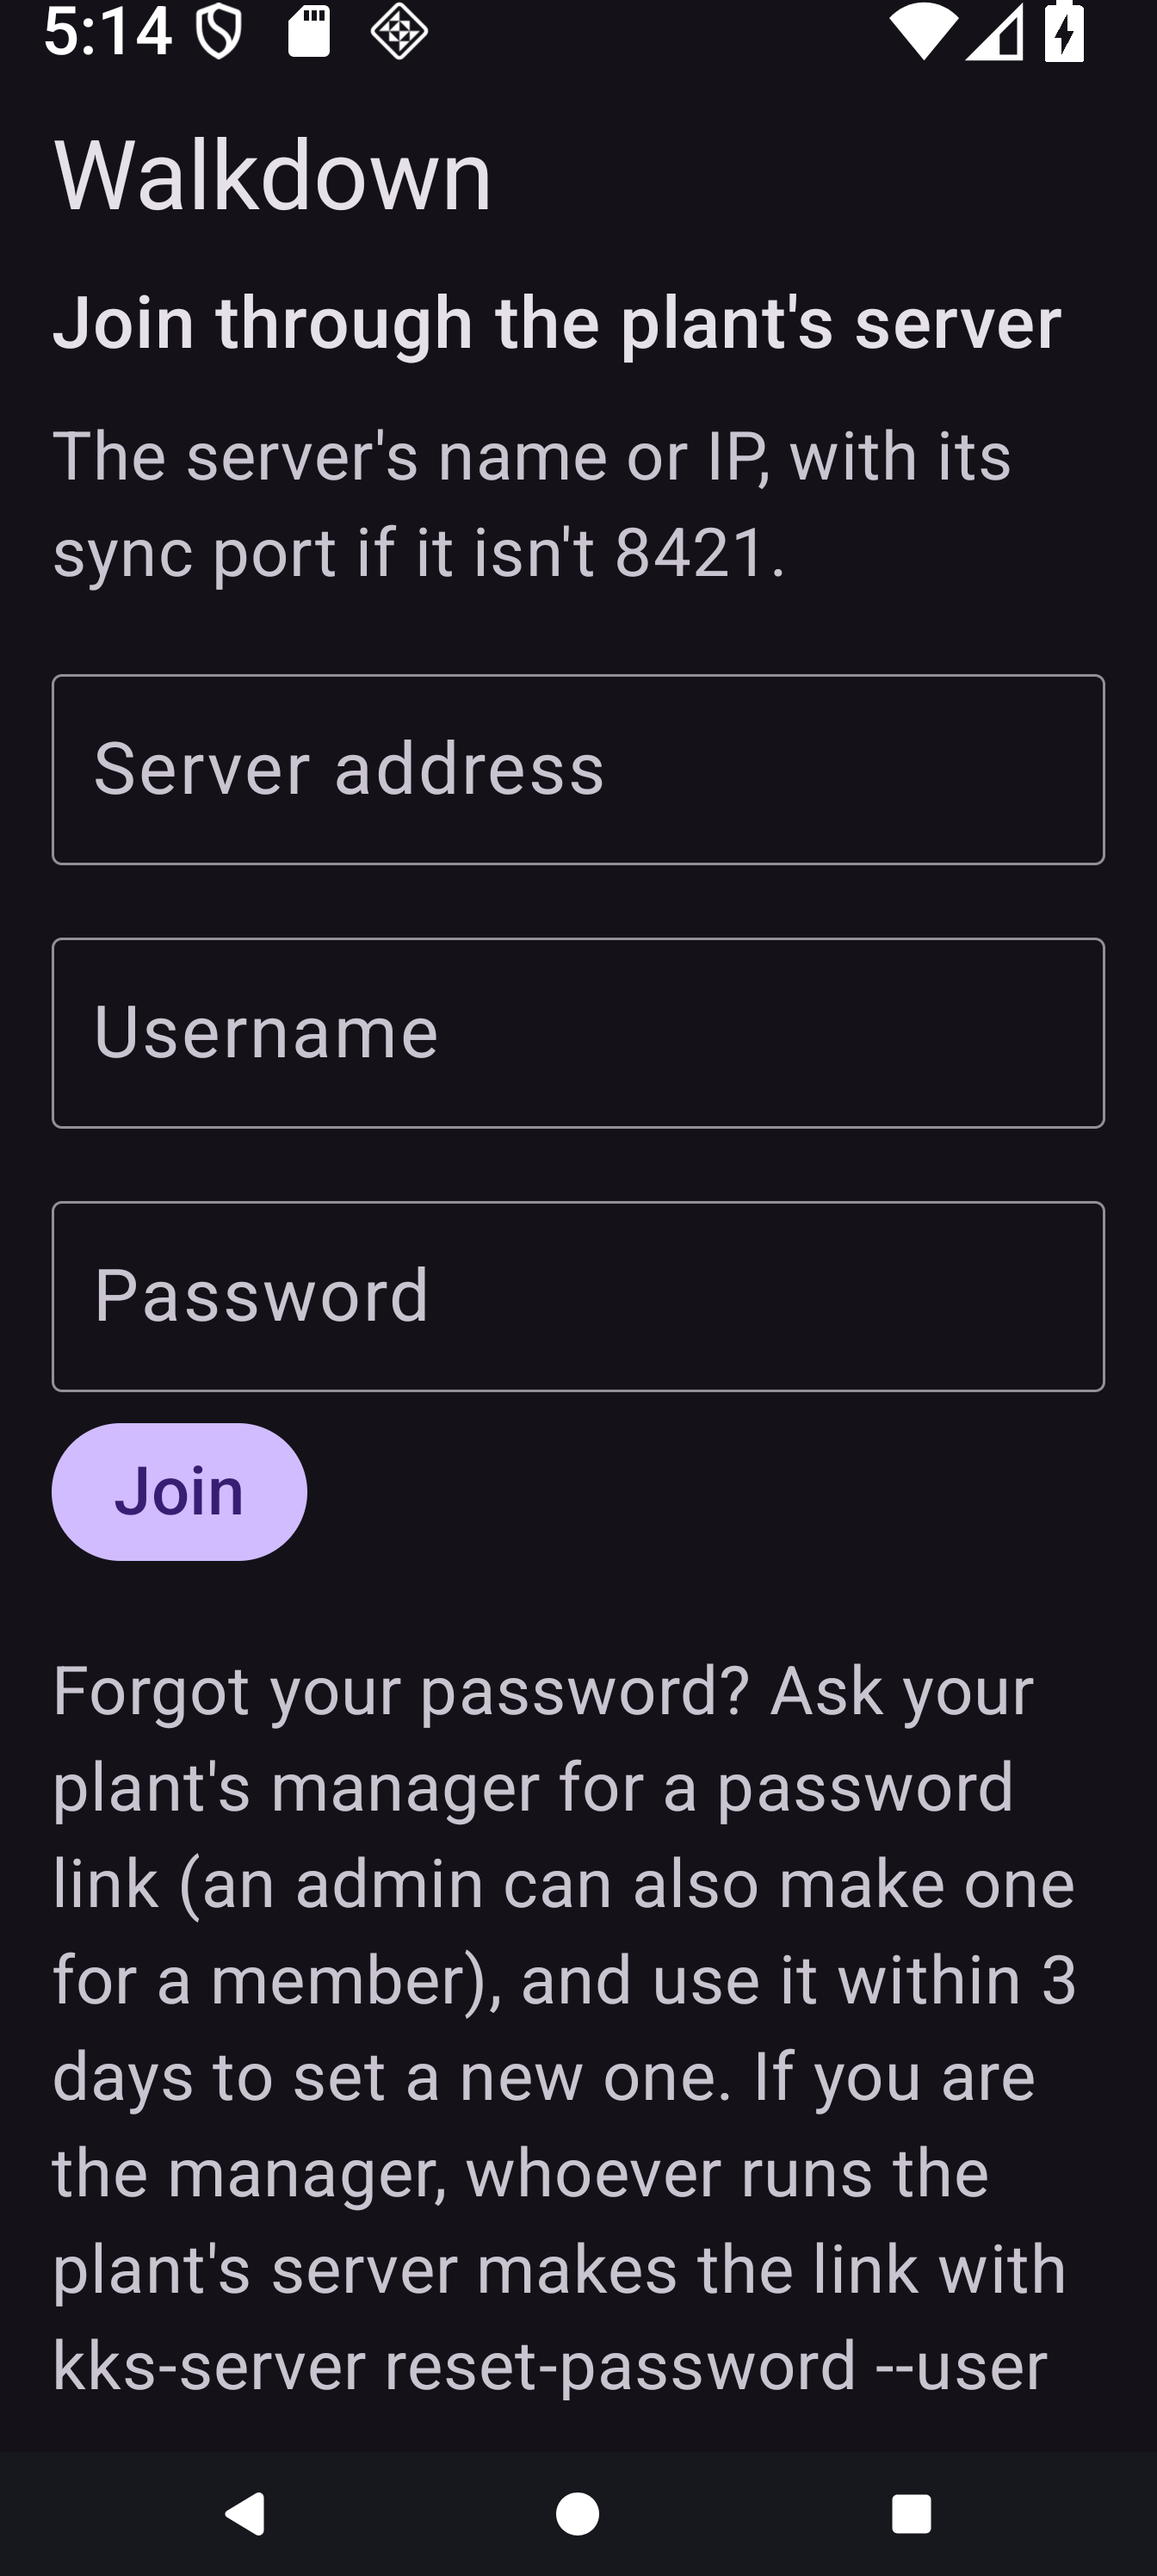 5:14
Walkdown
Join through the plant's server
The server's name or IP, with its
sync port if it isn't 8421.
Server address
Username
Password
Join
Forgot your password? Ask your
plant's manager for a password
link (an admin can also make one
for a member), and use it within 3
days to set a new one. If you are
the manager, whoever runs the
plant's server makes the link with
kks-server reset-password --user